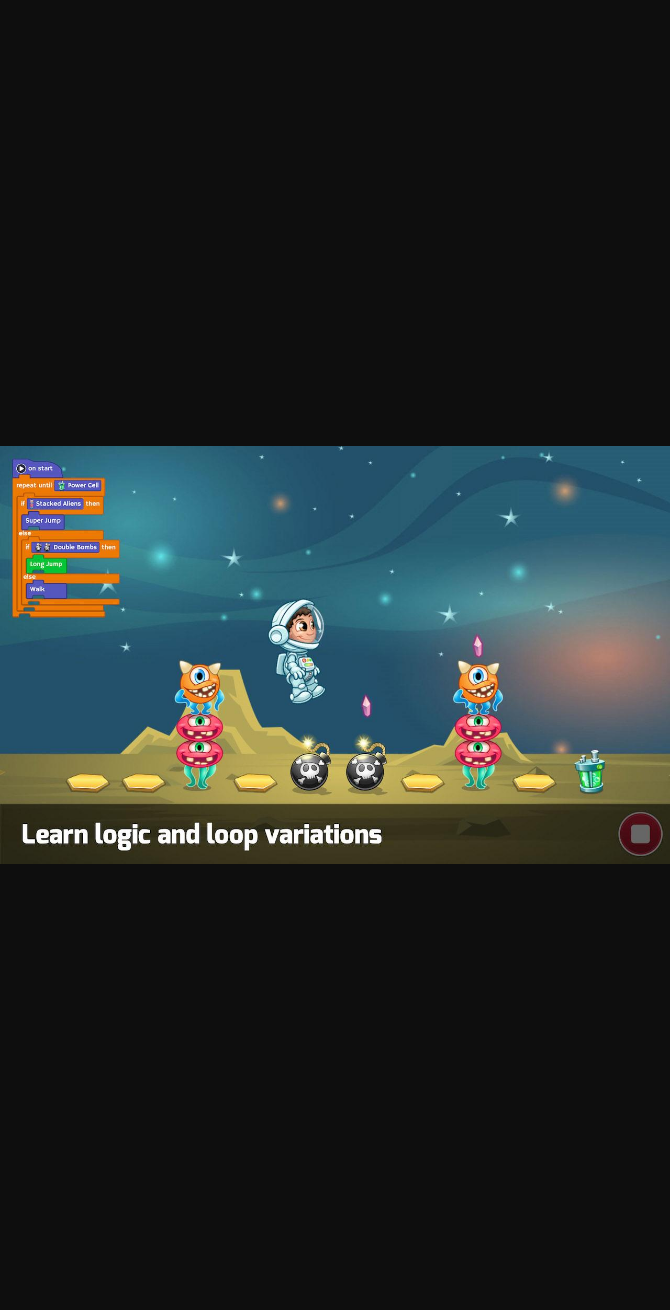 on start
repeat until Power Cell
if Stacked Aliens then
Super Jump
else
if Double Bombs then
Long Jump
else
Walk
Learn logic and loop variations